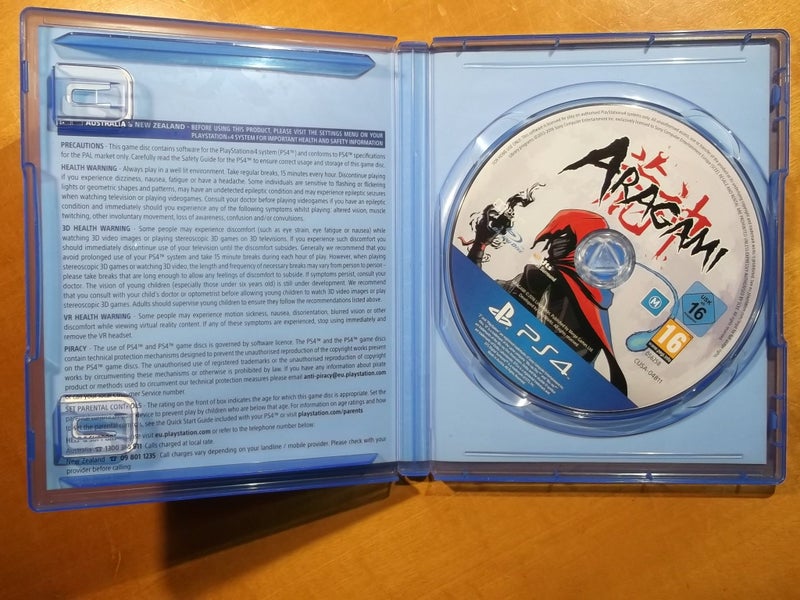 AUSTRALIA & NEW ZEALAND - BEFORE USING THIS PRODUCT, PLEASE VISIT THE SETTINGS MENU ON YOUR
PLAYSTATION®4 SYSTEM FOR IMPORTANT HEALTH AND SAFETY INFORMATION
PRECAUTIONS - This game disc contains software for the PlayStation®4 system (PS4™) and conforms to PS4™ specifications
for the PAL market only. Carefully read the Safety Guide for the PS4™ to ensure correct usage and storage of this game disc.
HEALTH WARNING - Always play in a well lit environment. Take regular breaks, 15 minutes every hour. Discontinue playing
if you experience dizziness, nausea, fatigue or have a headache. Some individuals are sensitive to flashing or flickering
lights or geometric shapes and patterns, may have an undetected epileptic condition and may experience epileptic seizures
when watching television or playing videogames. Consult your doctor before playing videogames if you have an epileptic
condition and immediately should you experience any of the following symptoms whilst playing: altered vision, muscle
twitching, other involuntary movement, loss of awareness, confusion and/or convulsions.
3D HEALTH WARNING - Some people may experience discomfort (such as eye strain, eye fatigue or nausea) while
watching 3D video images or playing stereoscopic 3D games on 3D televisions. If you experience such discomfort you
should immediately discontinue use of your television until the discomfort subsides. Generally we recommend that you
avoid prolonged use of your PS4™ system and take 15 minute breaks during each hour of play. However, when playing
stereoscopic 3D games or watching 3D video, the length and frequency of necessary breaks may vary from person to person -
please take breaks that are long enough to allow any feelings of discomfort to subside. If symptoms persist, consult your
doctor. The vision of young children (especially those under six years old) is still under development. We recommend
that you consult with your child's doctor or optometrist before allowing young children to watch 3D video images or play
stereoscopic 3D games. Adults should supervise young children to ensure they follow the recommendations listed above.
VR HEALTH WARNING - Some people may experience motion sickness, nausea, disorientation, blurred vision or other
discomfort while viewing virtual reality content. If any of these symptoms are experienced, stop using immediately and
remove the VR headset.
PIRACY - The use of PS4™ and PS4™ game discs is governed by software licence. The PS4™ and the PS4™ game discs
contain technical protection mechanisms designed to prevent the unauthorised reproduction of the copyright works present
on the PS4™ game discs. The unauthorised use of registered trademarks or the unauthorised reproduction of copyright
works by circumventing these mechanisms or otherwise is prohibited by law. If you have any information about pirate
product or methods used to circumvent our technical protection measures please email anti-piracy@eu.playstation.com
or call your local Customer Service number.
SET PARENTAL CONTROLS - The rating on the front of box indicates the age for which this game disc is appropriate. Set the
parental device to prevent play by children who are below that age. For information on age ratings and how
to set the parental controls, see the Quick Start Guide included with your PS4™ or visit playstation.com/parents
visit eu.playstation.com or refer to the telephone number below:
Australia ☎ 1300 365 911 Calls charged at local rate.
New Zealand ☎ 09 801 1235 Call charges vary depending on your landline / mobile provider. Please check with your
provider before calling
ARAGAMI
荒神
PS4
M
USK
ab
16
16
CUSA-04811